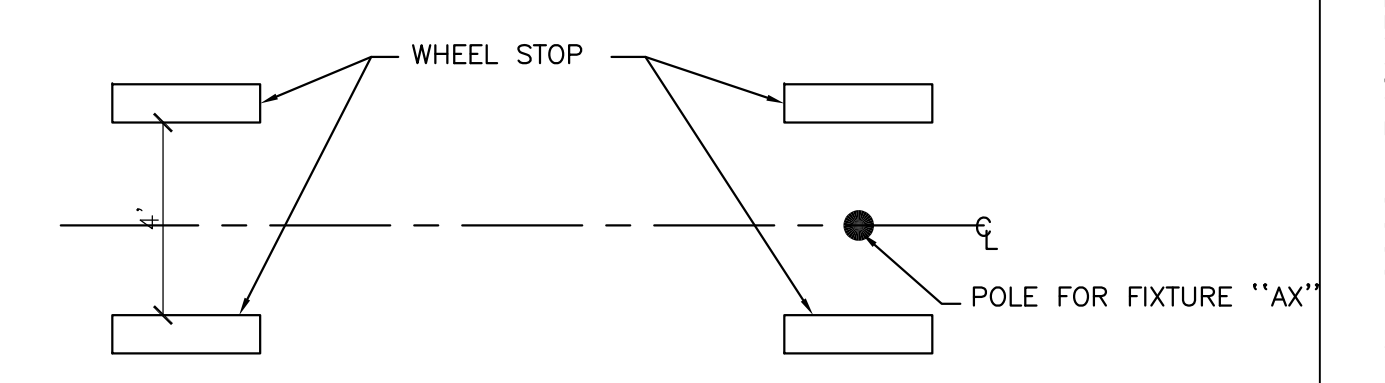 WHEEL STOP
4'
℄
POLE FOR FIXTURE "AX"